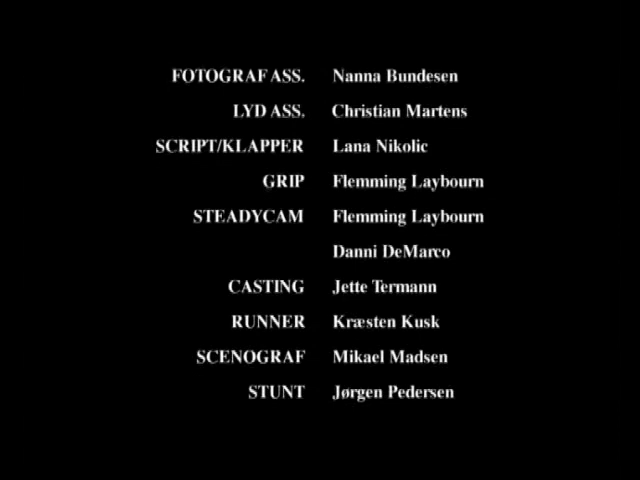 FOTOGRAF ASS. Nanna Bundesen
LYD ASS. Christian Martens
SCRIPT/KLAPPER Lana Nikolic
GRIP Flemming Laybourn
STEADYCAM Flemming Laybourn
Danni DeMarco
CASTING Jette Termann
RUNNER Kræsten Kusk
SCENOGRAF Mikael Madsen
STUNT Jørgen Pedersen